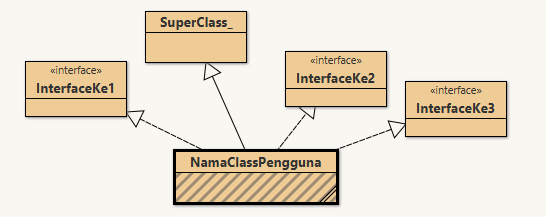 SuperClass_
«interface»
InterfaceKe1
«interface»
InterfaceKe2
«interface»
InterfaceKe3
NamaClassPengguna